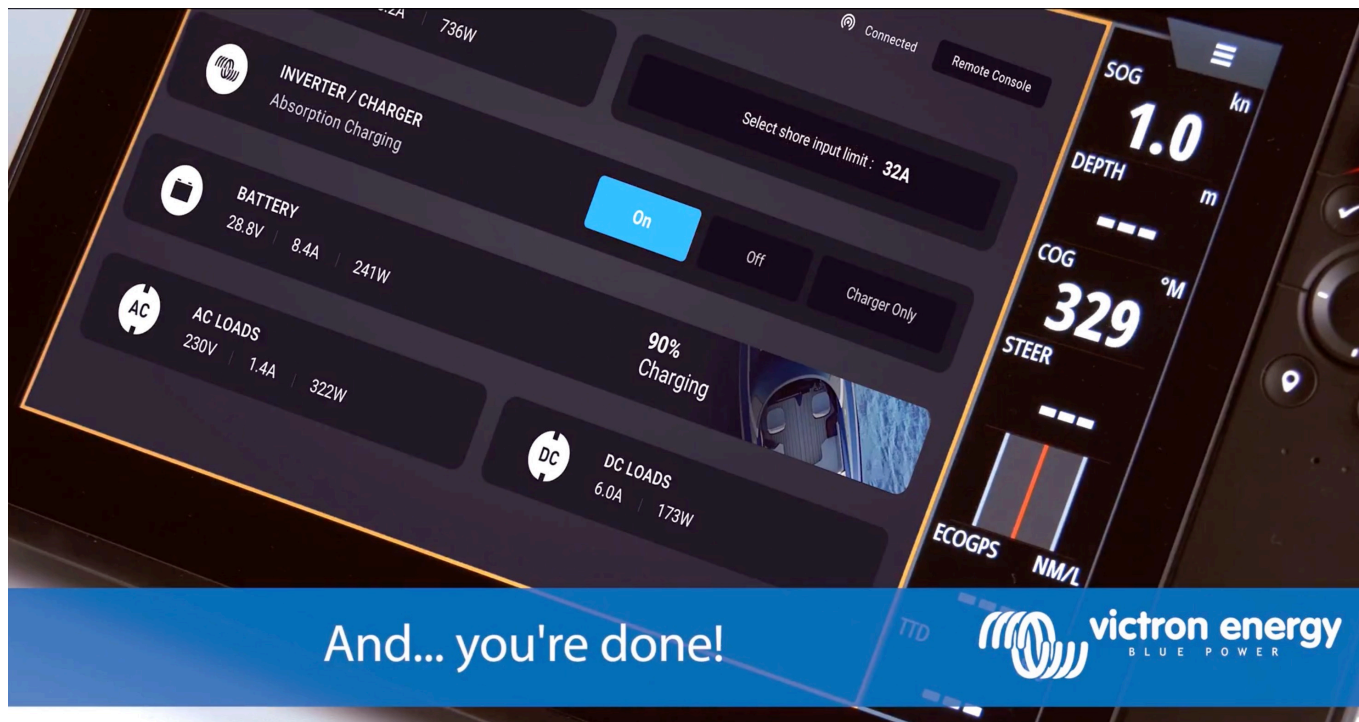 736W
Connected
Remote Console
INVERTER / CHARGER
Absorption Charging
Select shore input limit : 32A
On
Off
Charger Only
BATTERY
28.8V | 8.4A | 241W
90%
Charging
AC
AC LOADS
230V | 1.4A | 322W
DC
DC LOADS
6.0A | 173W
SOG
kn
1.0
DEPTH
m
---
COG
°M
329
STEER
---
ECOGPS
NM/L
---
TTD
---
And... you're done!
victron energy
BLUE POWER